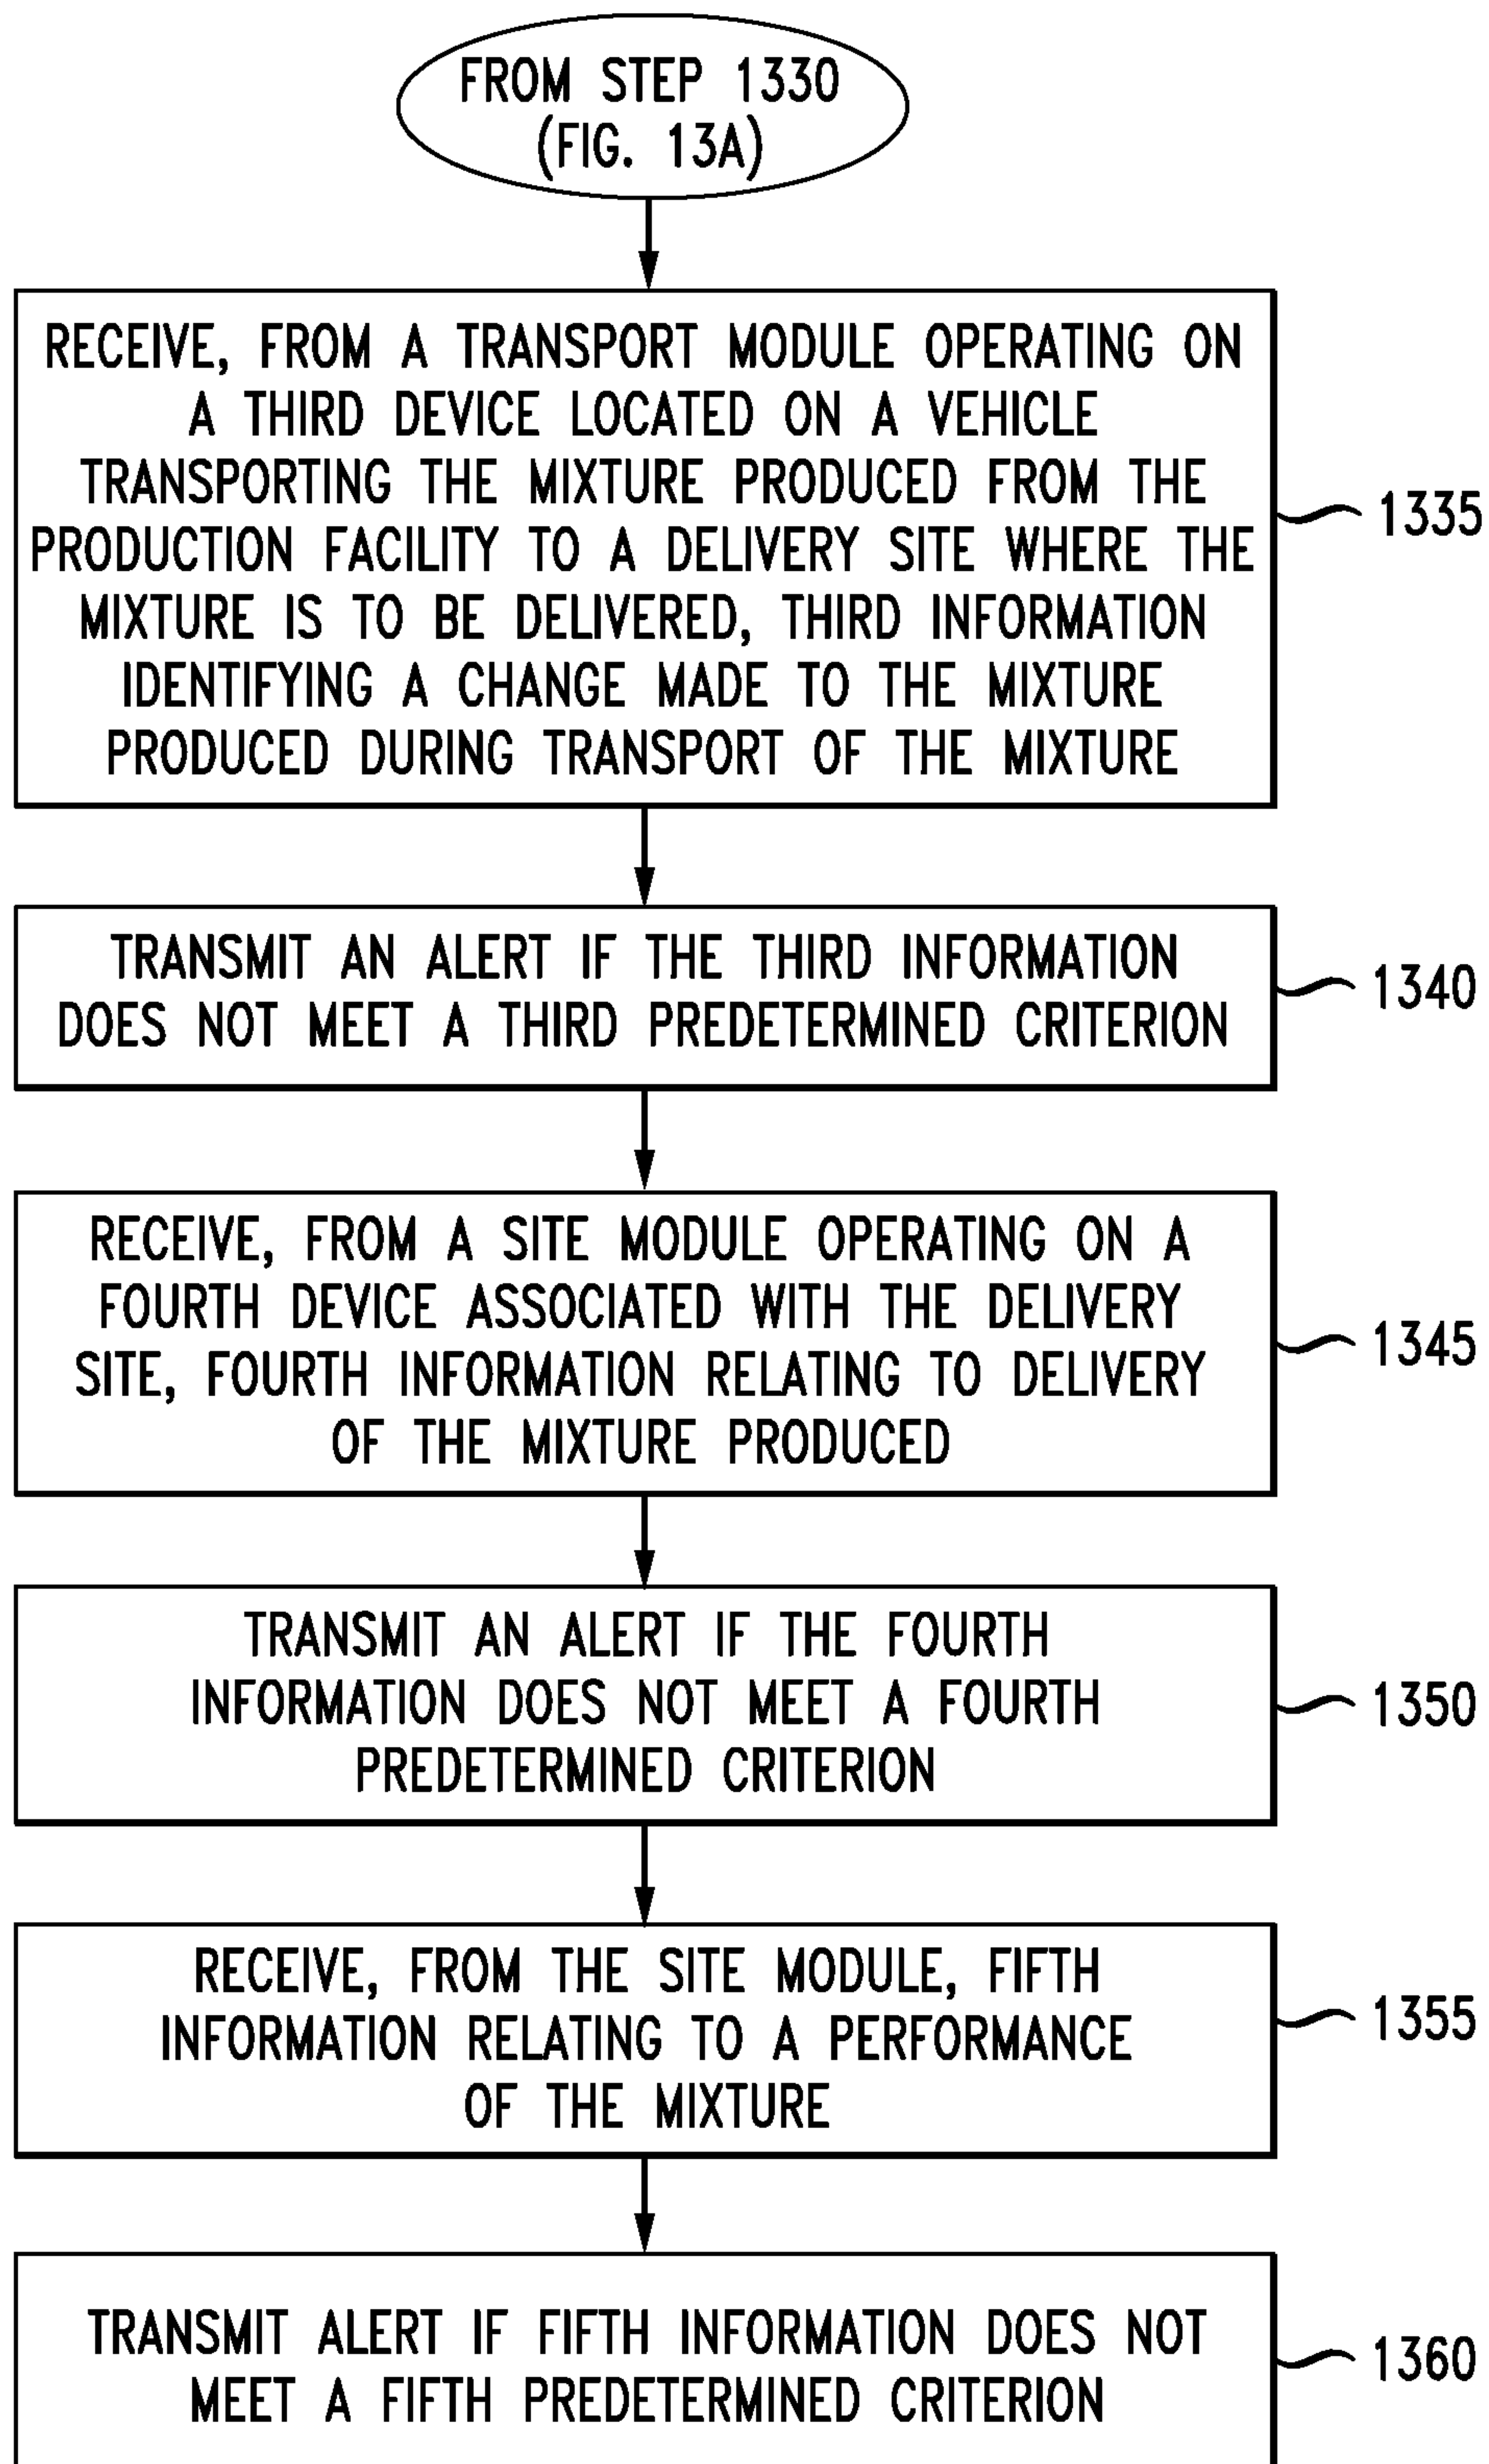 FROM STEP 1330
(FIG. 13A)
RECEIVE, FROM A TRANSPORT MODULE OPERATING ON
A THIRD DEVICE LOCATED ON A VEHICLE
TRANSPORTING THE MIXTURE PRODUCED FROM THE
PRODUCTION FACILITY TO A DELIVERY SITE WHERE THE
MIXTURE IS TO BE DELIVERED, THIRD INFORMATION
IDENTIFYING A CHANGE MADE TO THE MIXTURE
PRODUCED DURING TRANSPORT OF THE MIXTURE
1335
TRANSMIT AN ALERT IF THE THIRD INFORMATION
DOES NOT MEET A THIRD PREDETERMINED CRITERION
1340
RECEIVE, FROM A SITE MODULE OPERATING ON A
FOURTH DEVICE ASSOCIATED WITH THE DELIVERY
SITE, FOURTH INFORMATION RELATING TO DELIVERY
OF THE MIXTURE PRODUCED
1345
TRANSMIT AN ALERT IF THE FOURTH
INFORMATION DOES NOT MEET A FOURTH
PREDETERMINED CRITERION
1350
RECEIVE, FROM THE SITE MODULE, FIFTH
INFORMATION RELATING TO A PERFORMANCE
OF THE MIXTURE
1355
TRANSMIT ALERT IF FIFTH INFORMATION DOES NOT
MEET A FIFTH PREDETERMINED CRITERION
1360